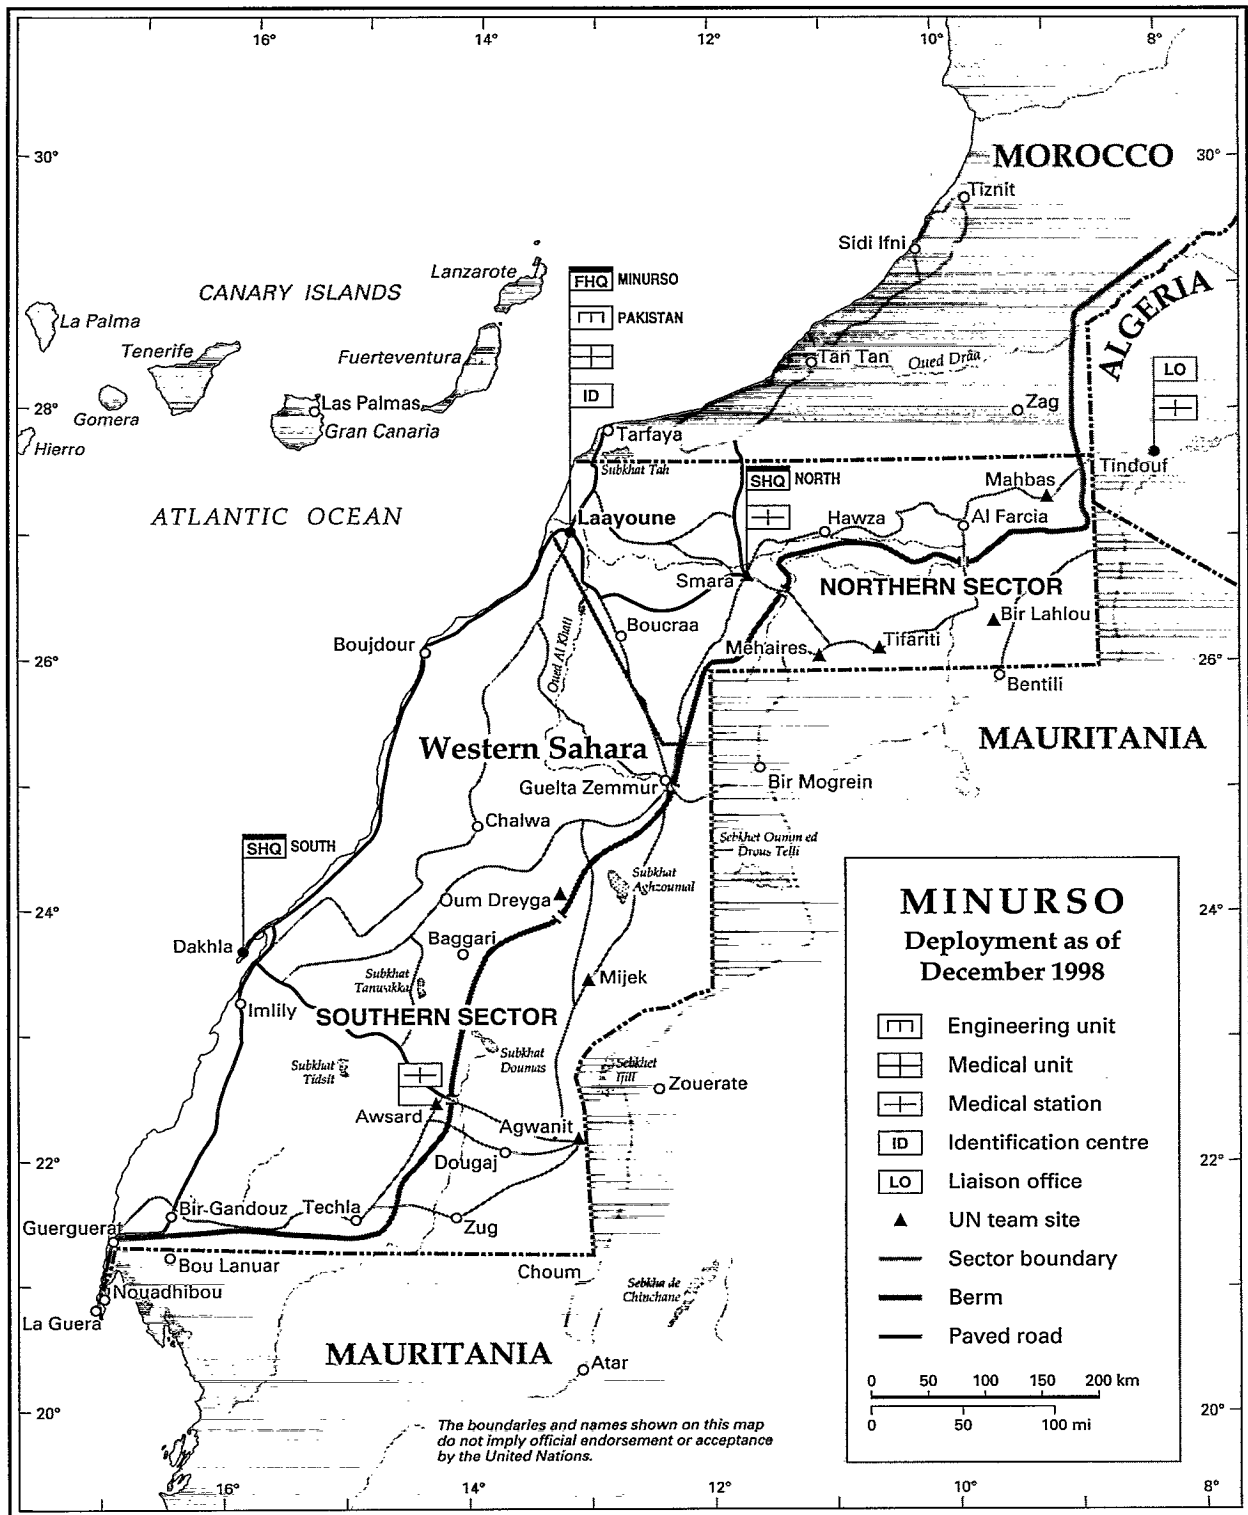 16°
14°
12°
10°
8°
30°
MOROCCO
30°
Tiznit
Sidi Ifni
Lanzarote
FHQ MINURSO
CANARY ISLANDS
PAKISTAN
La Palma
Tenerife
Fuerteventura
Tan Tan
Oued Drâa
ALGERIA
LO
ID
28°
Las Palmas
Zag
Gomera
Gran Canaria
Hierro
Tarfaya
Subkhat Tah
Tindouf
SHQ NORTH
Mahbas
ATLANTIC OCEAN
Laayoune
Hawza
Al Farcia
Smara
NORTHERN SECTOR
Boucraa
Bir Lahlou
Boujdour
Oued Al Khatt
Mehaires
Tifariti
26°
26°
Bentili
Western Sahara
MAURITANIA
Guelta Zemmur
Bir Mogrein
Chalwa
SHQ SOUTH
Sebkhet Oumm ed
Drous Telli
Subkhat
Aghzoumal
Oum Dreyga
24°
24°
Dakhla
Baggari
Subkhat
Tanuakka
Mijek
Imlily
SOUTHERN SECTOR
Subkhat
Tidsit
Subkhat
Doumas
Sebkhet
Ijill
Zouerate
Awsard
Agwanit
22°
Dougaj
22°
Bir-Gandouz
Techla
Guerguerat
Zug
Bou Lanuar
Choum
Nouadhibou
Sebkha de
Chinchane
La Guera
MAURITANIA
Atar
20°
20°
The boundaries and names shown on this map
do not imply official endorsement or acceptance
by the United Nations.
16°
14°
12°
10°
8°
MINURSO
Deployment as of
December 1998
Engineering unit
Medical unit
Medical station
ID Identification centre
LO Liaison office
UN team site
Sector boundary
Berm
Paved road
0 50 100 150 200 km
0 50 100 mi